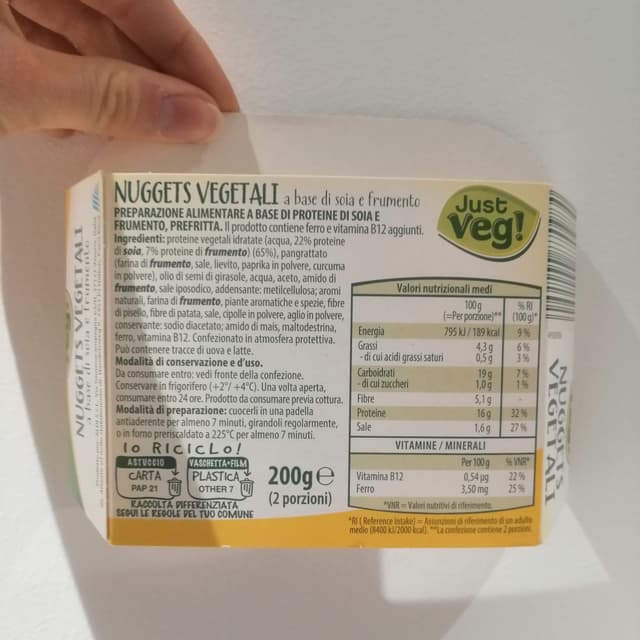 NUGGETS VEGETALI a base di soia e frumento
PREPARAZIONE ALIMENTARE A BASE DI PROTEINE DI SOIA E
FRUMENTO, PREFRITTA. Il prodotto contiene ferro e vitamina B12 aggiunti.
Ingredienti: proteine vegetali idratate (acqua, 22% proteine
di soia, 7% proteine di frumento) (65%), pangrattato
(farina di frumento, sale, lievito, paprika in polvere, curcuma
in polvere), olio di semi di girasole, acqua, aceto, amido di
frumento, sale iposodico, addensante: metilcellulosa; aromi
naturali, farina di frumento, piante aromatiche e spezie, fibre
di pisello, fibre di patata, sale, cipolle in polvere, aglio in polvere,
conservante: sodio diacetato; amido di mais, maltodestrina,
ferro, vitamina B12. Confezionato in atmosfera protettiva.
Può contenere tracce di uova e latte.
Modalità di conservazione e d'uso.
Da consumare entro: vedi fronte della confezione.
Conservare in frigorifero (+2°/ +4°C). Una volta aperta,
consumare entro 24 ore. Prodotto da consumare previa cottura.
Modalità di preparazione: cuocerli in una padella
antiaderente per almeno 7 minuti, girandoli regolarmente,
o in forno preriscaldato a 225°C per almeno 7 minuti.
Io RICICLO!
ASTUCCIO
CARTA
PAP 21
VASCHETTA+FILM
PLASTICA
OTHER 7
RACCOLTA DIFFERENZIATA
SEGUI LE REGOLE DEL TUO COMUNE
200g e
(2 porzioni)
Just
Veg!
Valori nutrizionali medi
100 g % RI
(=Per porzione)** (100 g)*
Energia 795 kJ / 189 kcal 9 %
Grassi 4,3 g 6 %
- di cui acidi grassi saturi 0,5 g 3 %
Carboidrati 19 g 7 %
- di cui zuccheri 1,0 g 1 %
Fibre 5,1 g -
Proteine 16 g 32 %
Sale 1,6 g 27 %
VITAMINE / MINERALI
Per 100 g % VNR*
Vitamina B12 0,54 µg 22 %
Ferro 3,50 mg 25 %
*VNR = Valori nutritivi di riferimento.
*RI (Reference Intake) = Assunzioni di riferimento di un adulto
medio (8400 kJ/2000 kcal). **La confezione contiene 2 porzioni.
NUGGETS VEGETALI
a base di soia e frumento
NUGGETS
VEGETALI